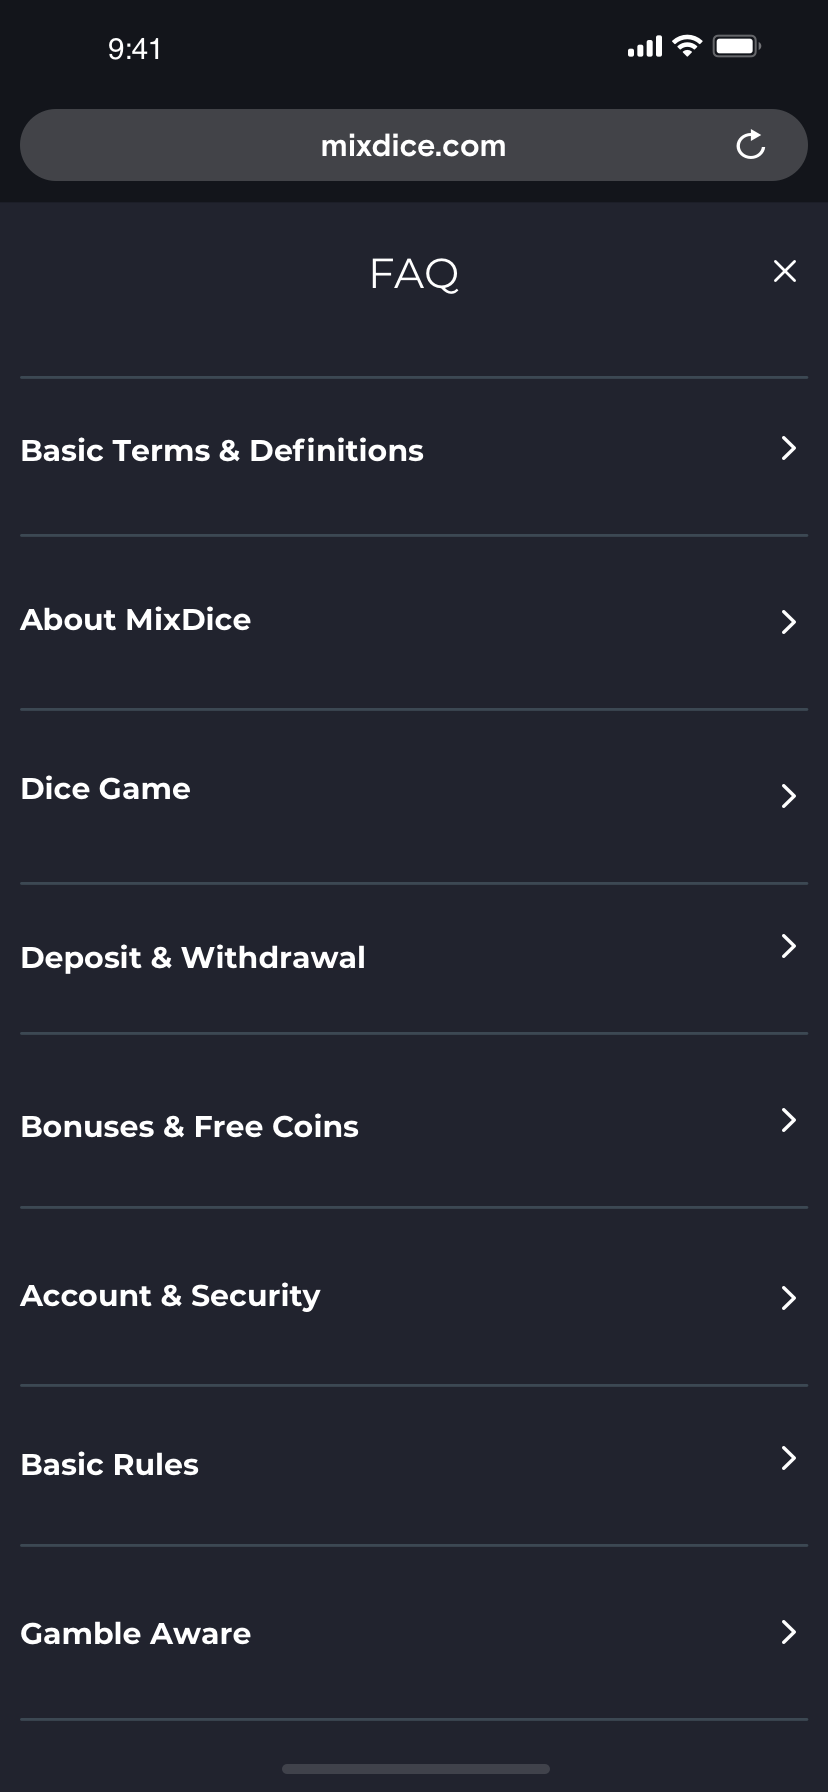 9:41
mixdice.com
FAQ
Basic Terms & Definitions
About MixDice
Dice Game
Deposit & Withdrawal
Bonuses & Free Coins
Account & Security
Basic Rules
Gamble Aware